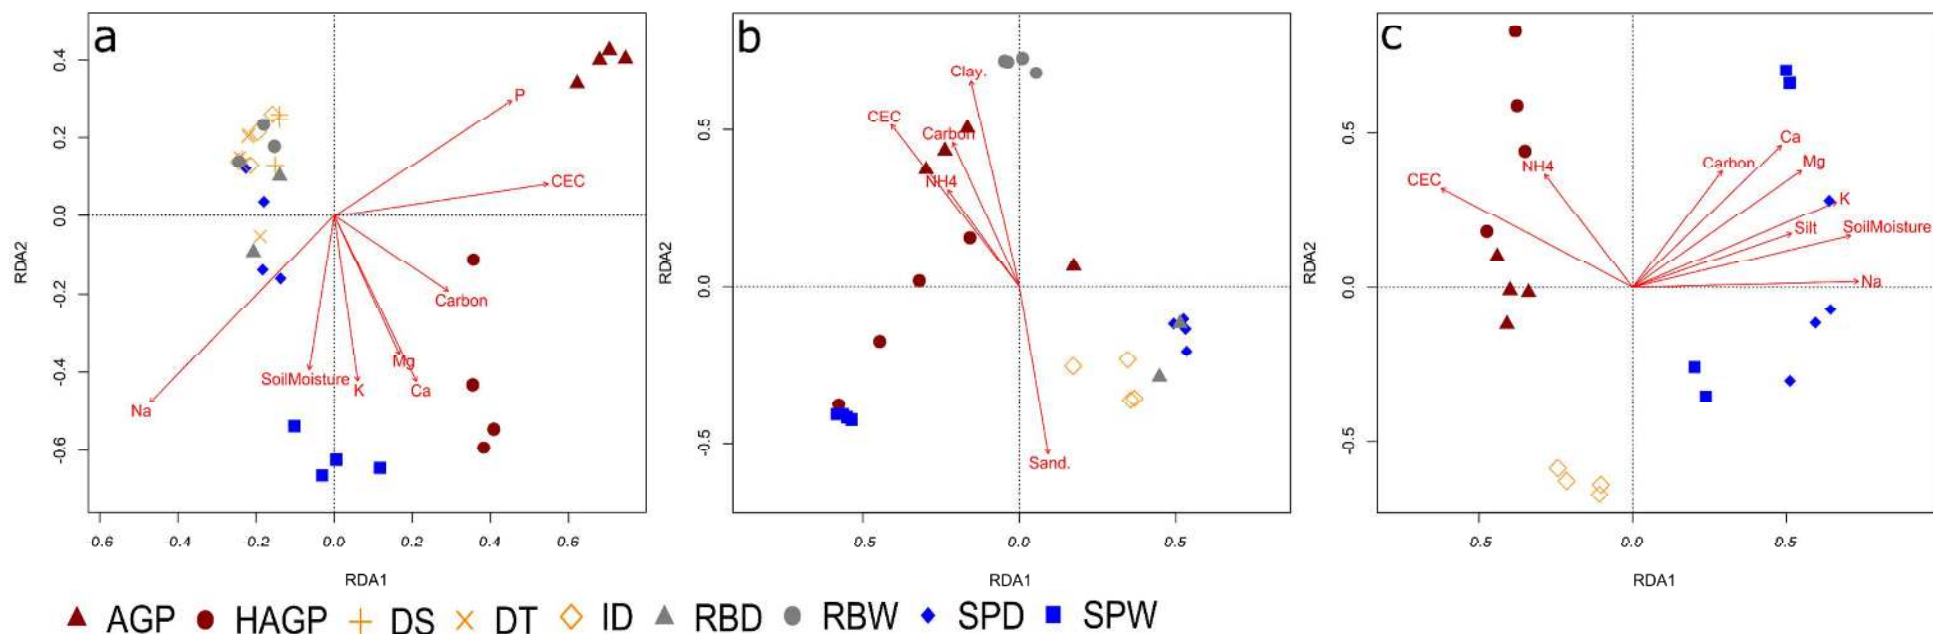 a
RDA2
0.4
0.2
0.0
-0.2
-0.4
-0.6
P
CEC
Carbon
Mg
Ca
K
SoilMoisture
Na
0.6 0.4 0.2 0.0 0.2 0.4 0.6
RDA1
b
RDA2
0.5
0.0
-0.5
Clay.
CEC
Carbon
NH4
Sand.
0.5 0.0 0.5
RDA1
c
RDA2
0.5
0.0
-0.5
Ca
Carbon
Mg
NH4
CEC
K
Silt
SoilMoisture
Na
0.5 0.0 0.5
RDA1
AGP HAGP DS DT ID RBD RBW SPD SPW